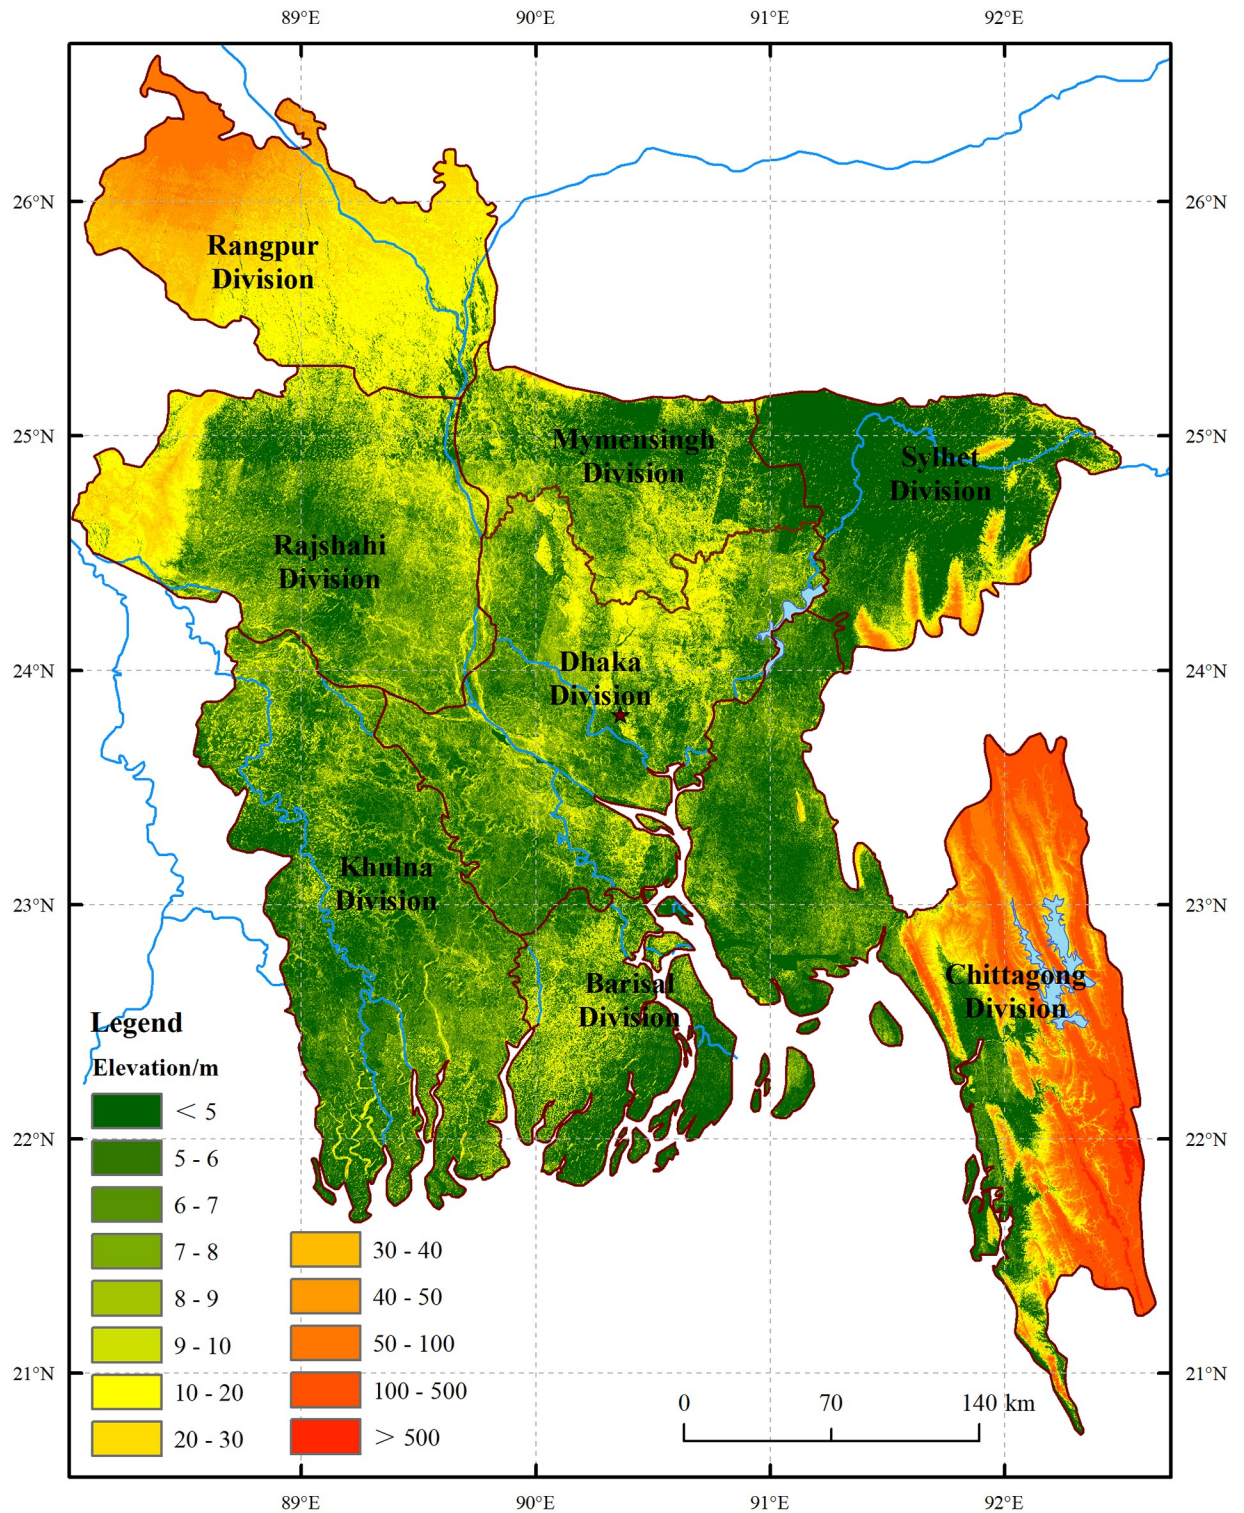 89°E 90°E 91°E 92°E
26°N 26°N
Rangpur
Division
25°N 25°N
Mymensingh
Division
Sylhet
Division
Rajshahi
Division
24°N 24°N
Dhaka
Division
Khulna
Division
23°N 23°N
Barisal
Division
Chittagong
Division
22°N 22°N
21°N 21°N
Legend
Elevation/m
< 5
5 - 6
6 - 7
7 - 8
8 - 9
9 - 10
10 - 20
20 - 30
30 - 40
40 - 50
50 - 100
100 - 500
> 500
0 70 140 km
89°E 90°E 91°E 92°E